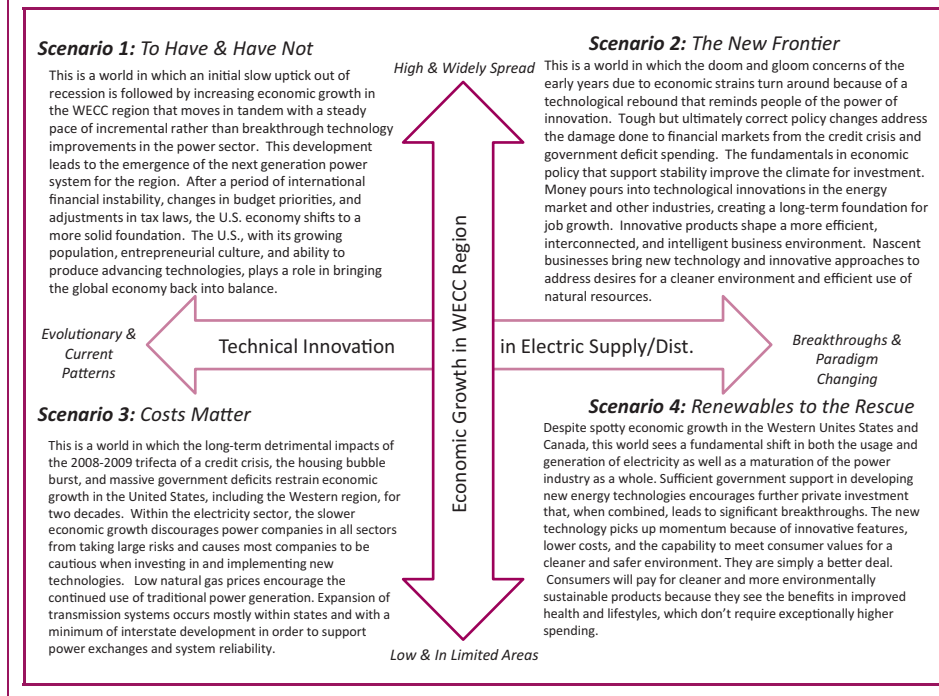 Scenario 1: To Have & Have Not
This is a world in which an initial slow uptick out of
recession is followed by increasing economic growth in
the WECC region that moves in tandem with a steady
pace of incremental rather than breakthrough technology
improvements in the power sector. This development
leads to the emergence of the next generation power
system for the region. After a period of international
financial instability, changes in budget priorities, and
adjustments in tax laws, the U.S. economy shifts to a
more solid foundation. The U.S., with its growing
population, entrepreneurial culture, and ability to
produce advancing technologies, plays a role in bringing
the global economy back into balance.
High & Widely Spread
Scenario 2: The New Frontier
This is a world in which the doom and gloom concerns of the
early years due to economic strains turn around because of a
technological rebound that reminds people of the power of
innovation. Tough but ultimately correct policy changes address
the damage done to financial markets from the credit crisis and
government deficit spending. The fundamentals in economic
policy that support stability improve the climate for investment.
Money pours into technological innovations in the energy
market and other industries, creating a long-term foundation for
job growth. Innovative products shape a more efficient,
interconnected, and intelligent business environment. Nascent
businesses bring new technology and innovative approaches to
address desires for a cleaner environment and efficient use of
natural resources.
Economic Growth in WECC Region
Evolutionary &
Current
Patterns
Technical Innovation in Electric Supply/Dist.
Breakthroughs &
Paradigm
Changing
Scenario 3: Costs Matter
This is a world in which the long-term detrimental impacts of
the 2008-2009 trifecta of a credit crisis, the housing bubble
burst, and massive government deficits restrain economic
growth in the United States, including the Western region, for
two decades. Within the electricity sector, the slower
economic growth discourages power companies in all sectors
from taking large risks and causes most companies to be
cautious when investing in and implementing new
technologies. Low natural gas prices encourage the
continued use of traditional power generation. Expansion of
transmission systems occurs mostly within states and with a
minimum of interstate development in order to support
power exchanges and system reliability.
Low & In Limited Areas
Scenario 4: Renewables to the Rescue
Despite spotty economic growth in the Western Unites States and
Canada, this world sees a fundamental shift in both the usage and
generation of electricity as well as a maturation of the power
industry as a whole. Sufficient government support in developing
new energy technologies encourages further private investment
that, when combined, leads to significant breakthroughs. The new
technology picks up momentum because of innovative features,
lower costs, and the capability to meet consumer values for a
cleaner and safer environment. They are simply a better deal.
Consumers will pay for cleaner and more environmentally
sustainable products because they see the benefits in improved
health and lifestyles, which don't require exceptionally higher
spending.